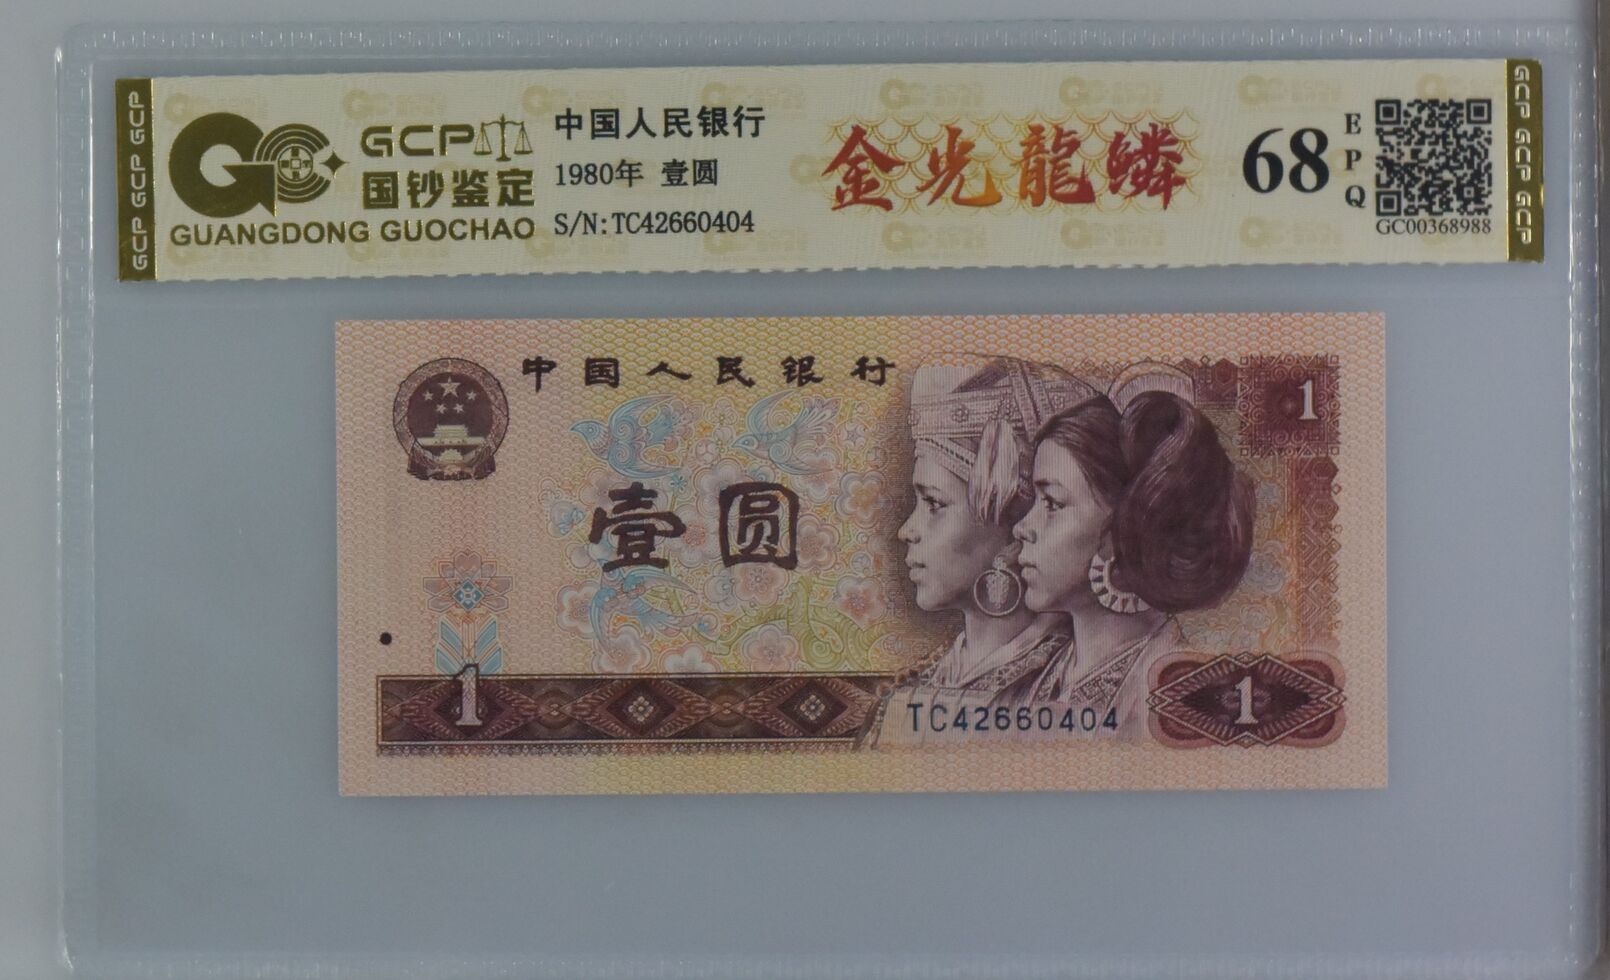 GCP GCP GCP
GCP
国钞鉴定
GUANGDONG GUOCHAO
中国人民银行
1980年 壹圆
S/N:TC42660404
金光龍鳞
68
EPQ
GC00368988
GCP GCP GCP
中国人民银行
1
壹圆
1
TC42660404
1